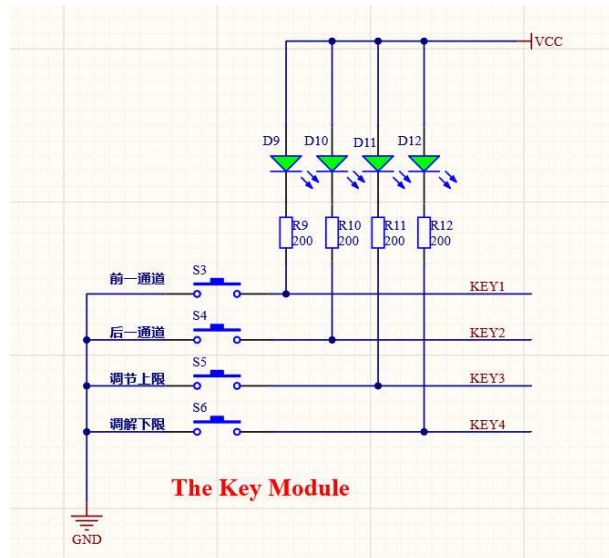 VCC
D9 D10 D11 D12
R9 R10 R11 R12
200 200 200 200
S3
前一通道 KEY1
S4
后一通道 KEY2
S5
调节上限 KEY3
S6
调解下限 KEY4
The Key Module
GND